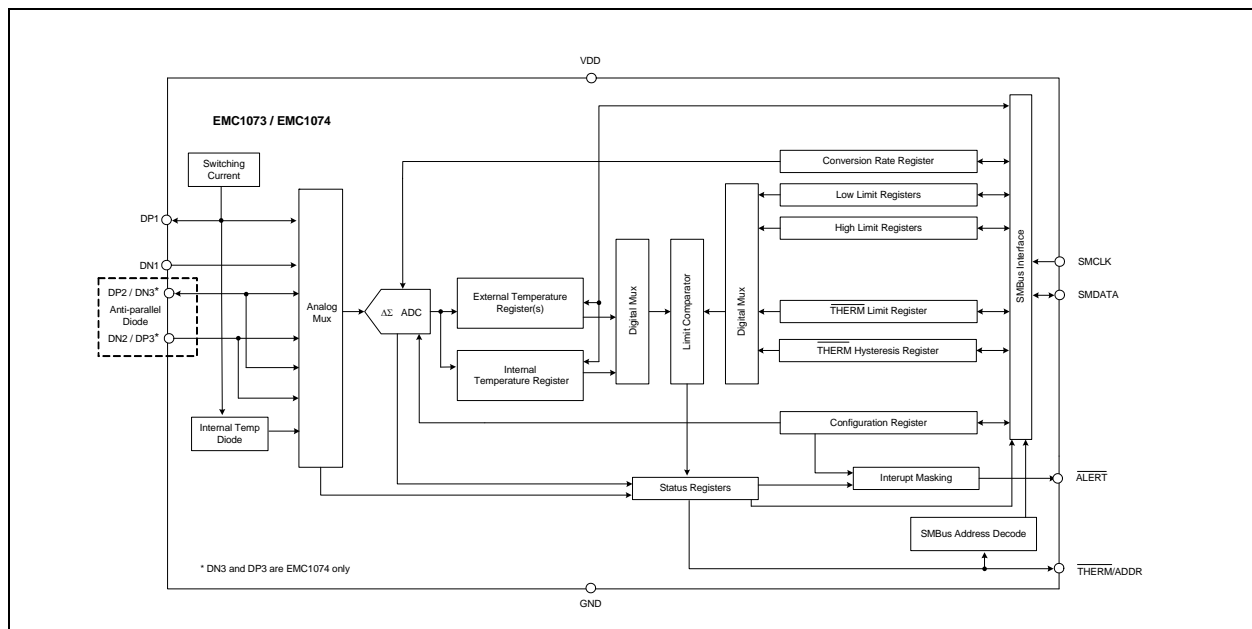 VDD
EMC1073 / EMC1074
Switching
Current
DP1
DN1
DP2 / DN3*
Anti-parallel
Diode
DN2 / DP3*
Internal Temp
Diode
Analog
Mux
ΔΣ ADC
External Temperature
Register(s)
Internal
Temperature Register
Digital Mux
Limit Comparator
Digital Mux
Conversion Rate Register
Low Limit Registers
High Limit Registers
THERM Limit Register
THERM Hysteresis Register
Configuration Register
SMBus Interface
SMCLK
SMDATA
Status Registers
Interupt Masking
ALERT
SMBus Address Decode
THERM/ADDR
* DN3 and DP3 are EMC1074 only
GND